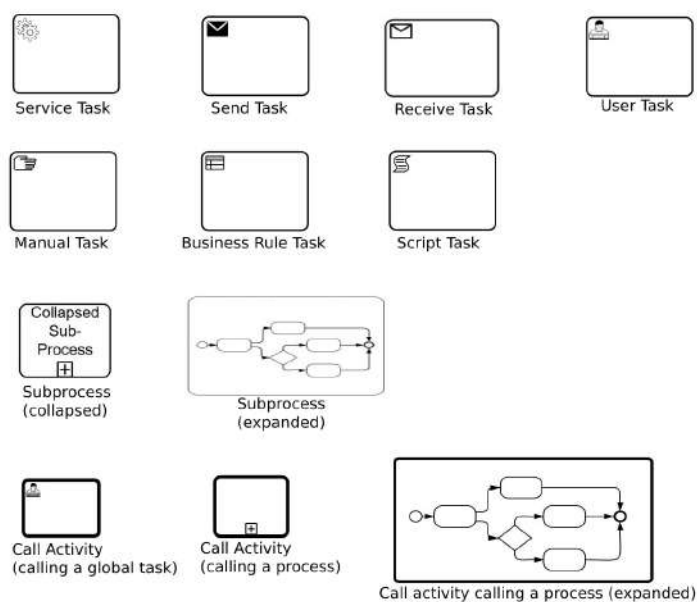 Service Task
Send Task
Receive Task
User Task
Manual Task
Business Rule Task
Script Task
Collapsed
Sub-
Process
Subprocess
(collapsed)
Subprocess
(expanded)
Call Activity
(calling a global task)
Call Activity
(calling a process)
Call activity calling a process (expanded)